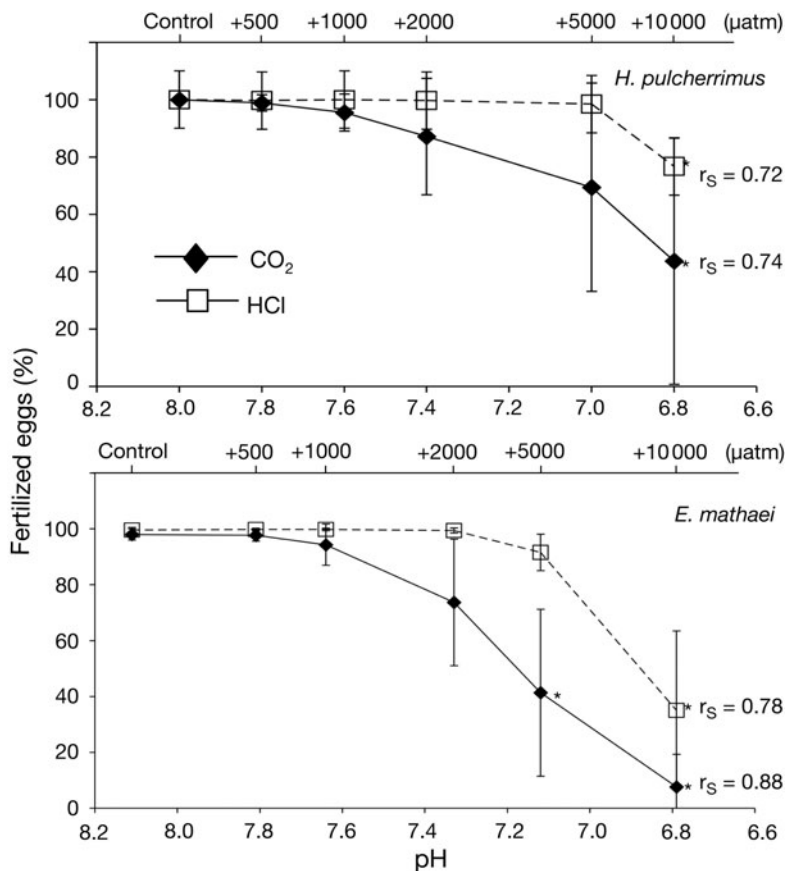 Control +500 +1000 +2000 +5000 +10000 (µatm)
H. pulcherrimus
100
80
60
40
20
0
* rS = 0.72
* rS = 0.74
CO2
HCl
8.2 8.0 7.8 7.6 7.4 7.2 7.0 6.8 6.6
Fertilized eggs (%)
Control +500 +1000 +2000 +5000 +10000 (µatm)
E. mathaei
100
80
60
40
20
0
*
* rS = 0.78
* rS = 0.88
8.2 8.0 7.8 7.6 7.4 7.2 7.0 6.8 6.6
pH